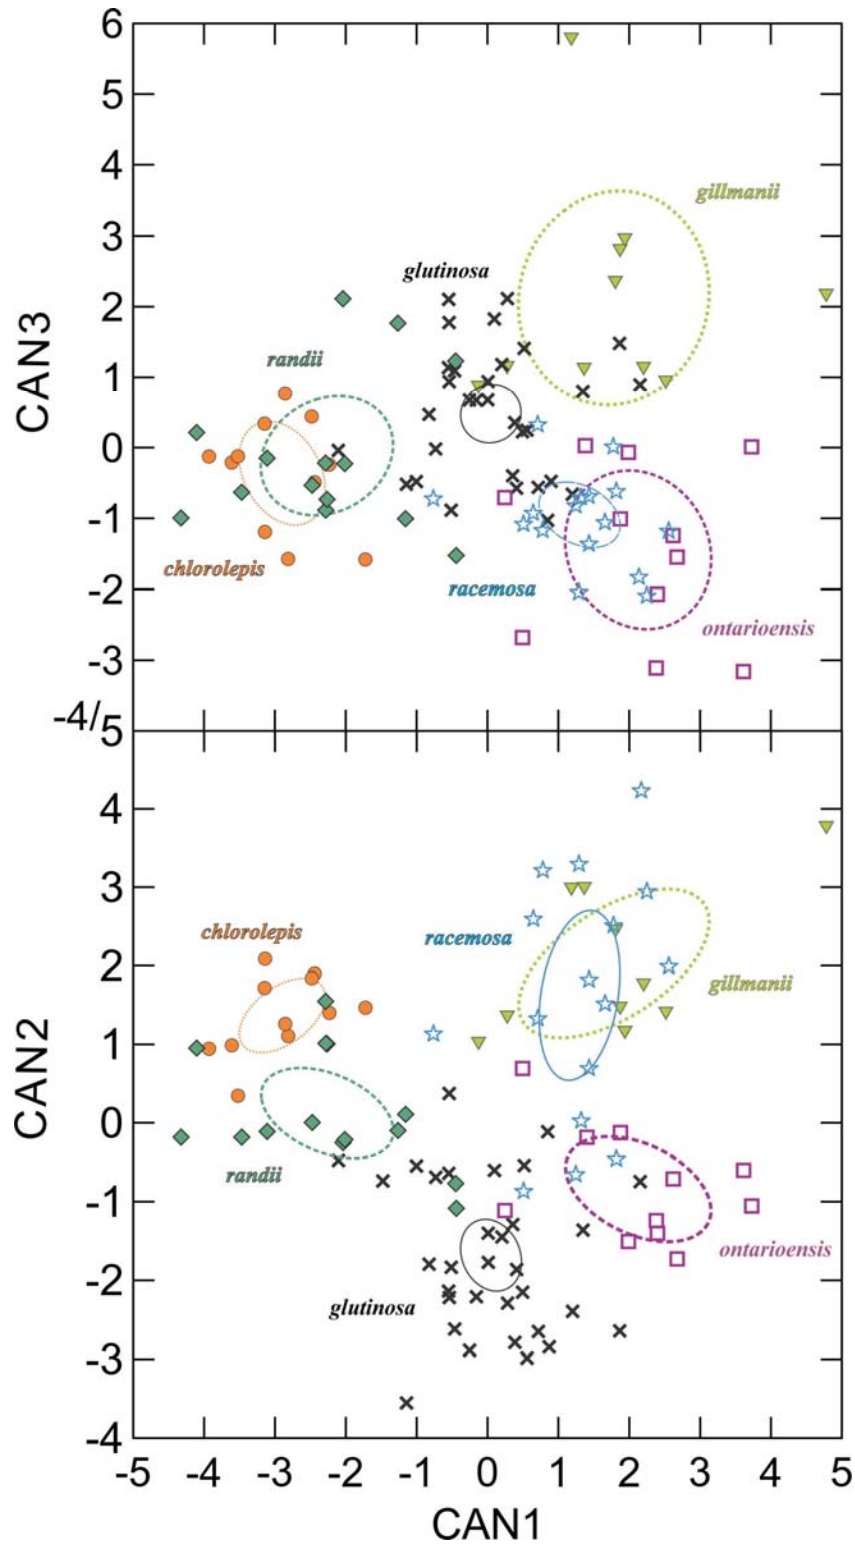 6
5
4
gillmanii
3
glutinosa
2
CAN3
randii
1
0
-1
chlorolepis
racemosa
-2
ontarioensis
-3
-4/5
4
3
chlorolepis
racemosa
2
gillmanii
1
CAN2
0
randii
-1
ontarioensis
-2
glutinosa
-3
-4
-5 -4 -3 -2 -1 0 1 2 3 4 5
CAN1